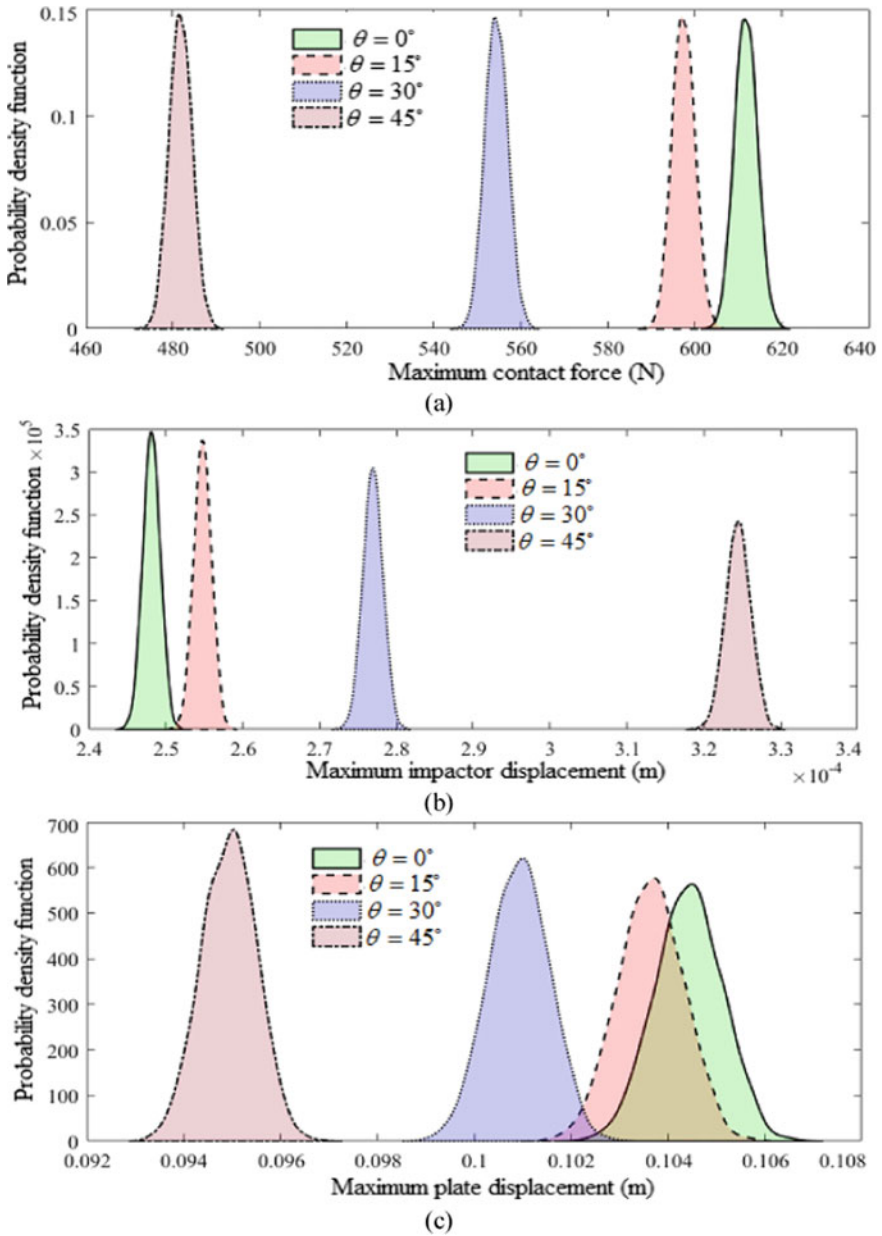 0.15
0.1
0.05
0
Probability density function
θ = 0°
θ = 15°
θ = 30°
θ = 45°
460 480 500 520 540 560 580 600 620 640
Maximum contact force (N)
(a)
3.5
3
2.5
2
1.5
1
0.5
0
Probability density function ×10⁵
θ = 0°
θ = 15°
θ = 30°
θ = 45°
2.4 2.5 2.6 2.7 2.8 2.9 3 3.1 3.2 3.3 3.4
Maximum impactor displacement (m)
×10⁻⁴
(b)
700
600
500
400
300
200
100
0
Probability density function
θ = 0°
θ = 15°
θ = 30°
θ = 45°
0.092 0.094 0.096 0.098 0.1 0.102 0.104 0.106 0.108
Maximum plate displacement (m)
(c)